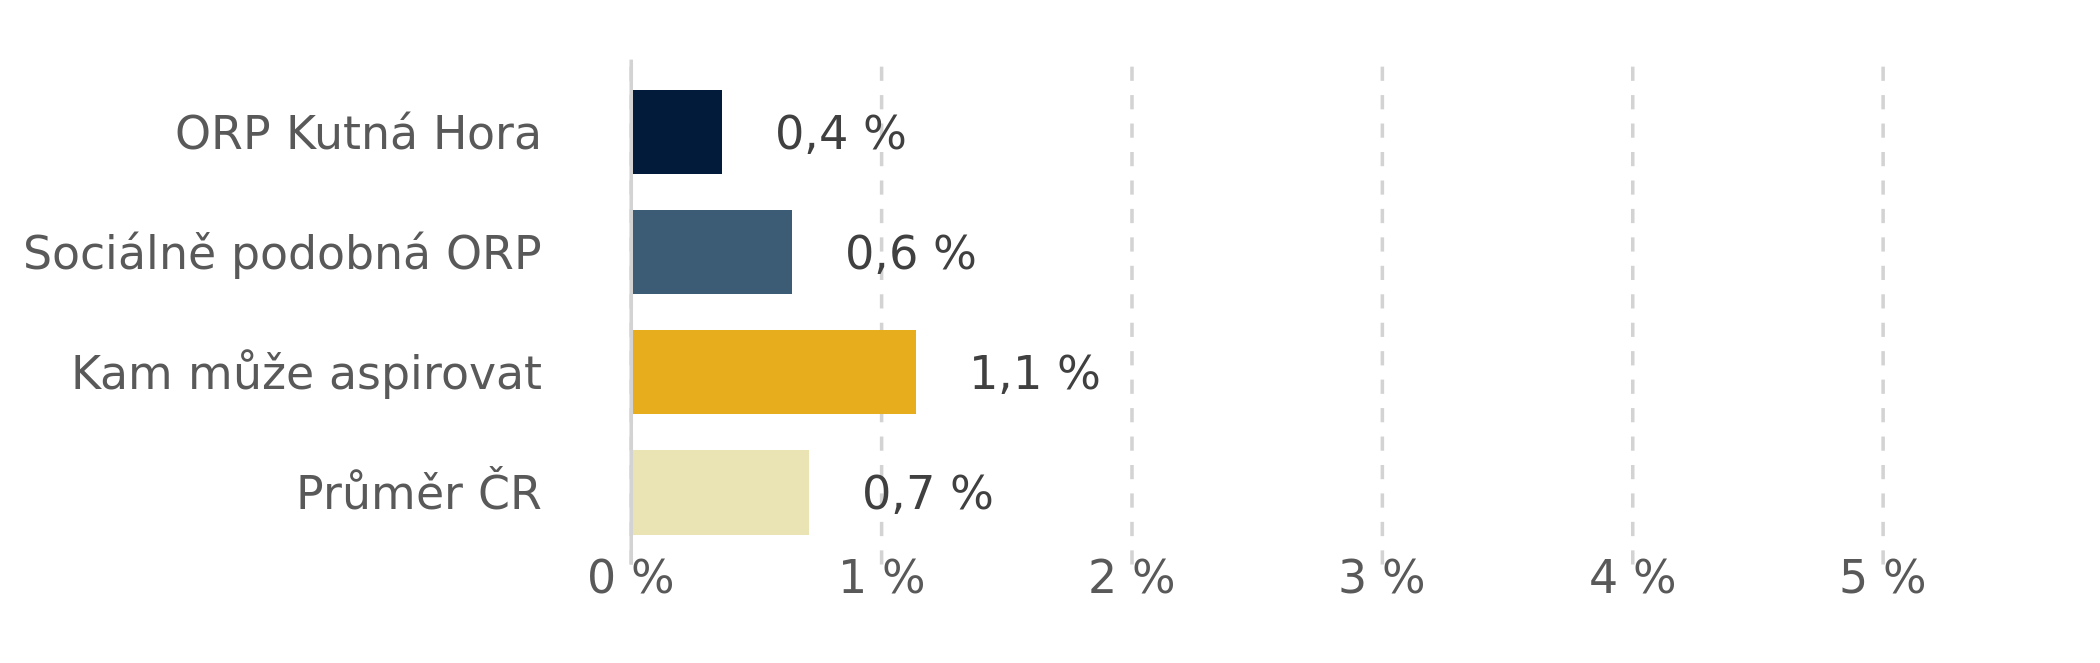 ORP Kutná Hora 0,4 %
Sociálně podobná ORP 0,6 %
Kam může aspirovat 1,1 %
Průměr ČR 0,7 %
0 % 1 % 2 % 3 % 4 % 5 %